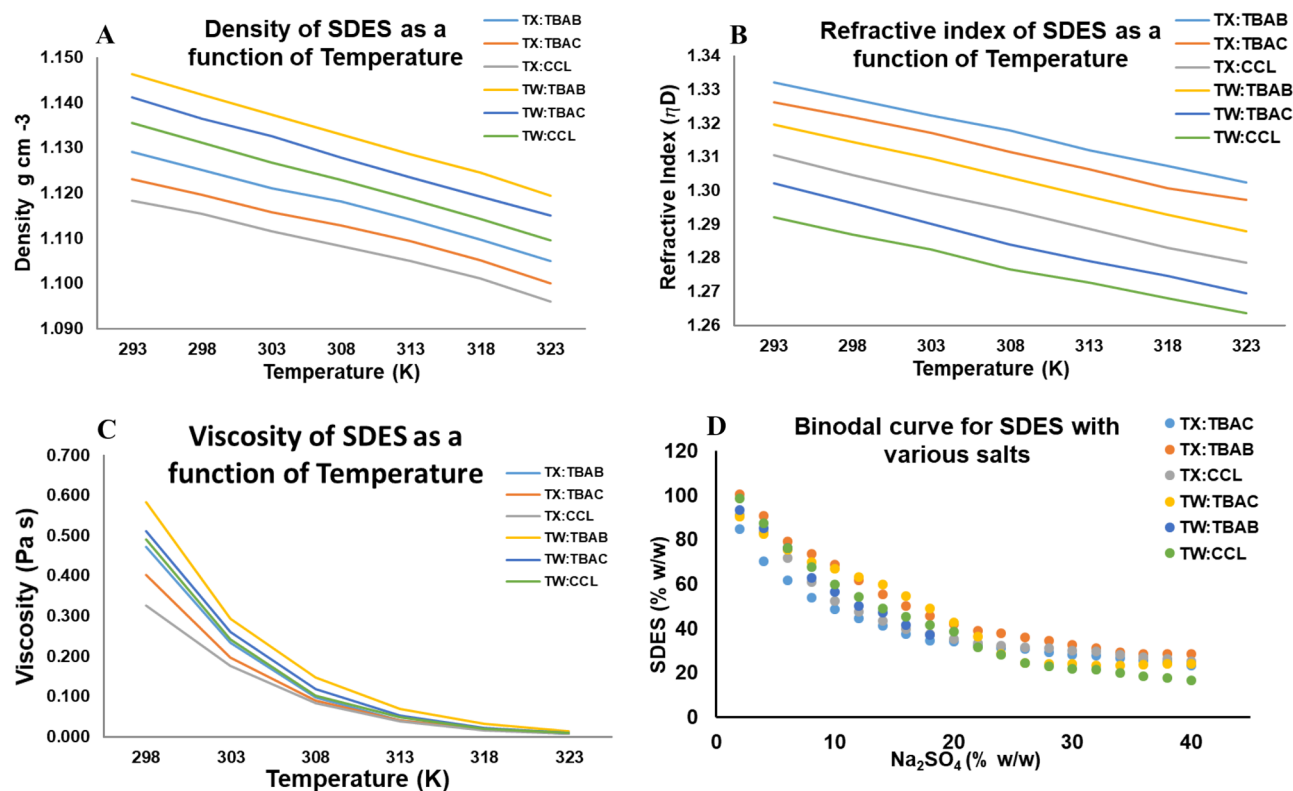 A
Density of SDES as a
function of Temperature
TX:TBAB
TX:TBAC
TX:CCL
TW:TBAB
TW:TBAC
TW:CCL
1.150
1.140
1.130
1.120
1.110
1.100
1.090
Density g cm -3
293 298 303 308 313 318 323
Temperature (K)
B
Refractive index of SDES as a
function of Temperature
TX:TBAB
TX:TBAC
TX:CCL
TW:TBAB
TW:TBAC
TW:CCL
1.34
1.33
1.32
1.31
1.30
1.29
1.28
1.27
1.26
Refractive Index (ηD)
293 298 303 308 313 318 323
Temperature (K)
C
Viscosity of SDES as a
function of Temperature
TX:TBAB
TX:TBAC
TX:CCL
TW:TBAB
TW:TBAC
TW:CCL
0.700
0.600
0.500
0.400
0.300
0.200
0.100
0.000
Viscosity (Pa s)
298 303 308 313 318 323
Temperature (K)
D
Binodal curve for SDES with
various salts
TX:TBAC
TX:TBAB
TX:CCL
TW:TBAC
TW:TBAB
TW:CCL
120
100
80
60
40
20
0
SDES (% w/w)
0 10 20 30 40
Na₂SO₄ (% w/w)